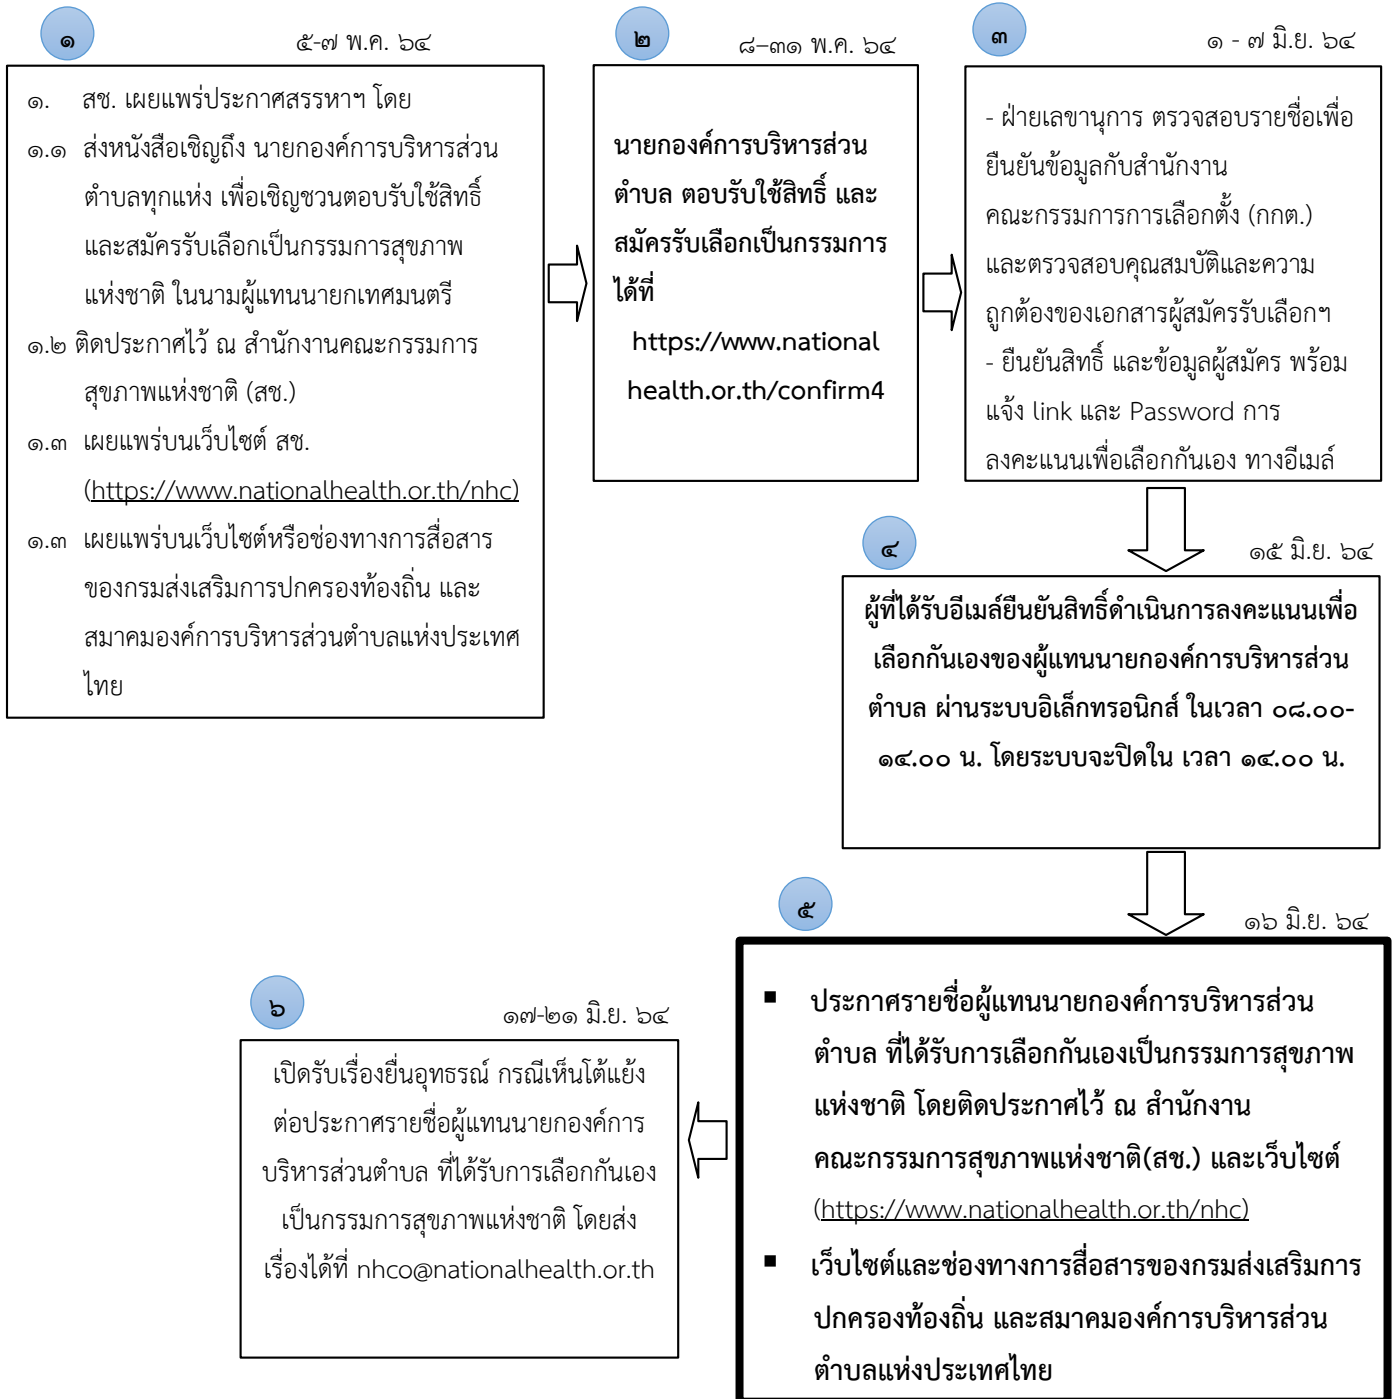 ๑
๕-๗ พ.ค. ๖๔
๑. สช. เผยแพร่ประกาศสรรหาฯ โดย
๑.๑ ส่งหนังสือเชิญถึง นายกองค์การบริหารส่วน
ตำบลทุกแห่ง เพื่อเชิญชวนตอบรับใช้สิทธิ์
และสมัครรับเลือกเป็นกรรมการสุขภาพ
แห่งชาติ ในนามผู้แทนนายกเทศมนตรี
๑.๒ ติดประกาศไว้ ณ สำนักงานคณะกรรมการ
สุขภาพแห่งชาติ (สช.)
๑.๓ เผยแพร่บนเว็บไซต์ สช.
(https://www.nationalhealth.or.th/nhc)
๑.๓ เผยแพร่บนเว็บไซต์หรือช่องทางการสื่อสาร
ของกรมส่งเสริมการปกครองท้องถิ่น และ
สมาคมองค์การบริหารส่วนตำบลแห่งประเทศ
ไทย
๒
๘–๓๑ พ.ค. ๖๔
นายกองค์การบริหารส่วน
ตำบล ตอบรับใช้สิทธิ์ และ
สมัครรับเลือกเป็นกรรมการ
ได้ที่
https://www.national
health.or.th/confirm4
๓
๑ - ๗ มิ.ย. ๖๔
- ฝ่ายเลขานุการ ตรวจสอบรายชื่อเพื่อ
ยืนยันข้อมูลกับสำนักงาน
คณะกรรมการการเลือกตั้ง (กกต.)
และตรวจสอบคุณสมบัติและความ
ถูกต้องของเอกสารผู้สมัครรับเลือกฯ
- ยืนยันสิทธิ์ และข้อมูลผู้สมัคร พร้อม
แจ้ง link และ Password การ
ลงคะแนนเพื่อเลือกกันเอง ทางอีเมล์
๔
๑๕ มิ.ย. ๖๔
ผู้ที่ได้รับอีเมล์ยืนยันสิทธิ์ดำเนินการลงคะแนนเพื่อ
เลือกกันเองของผู้แทนนายกองค์การบริหารส่วน
ตำบล ผ่านระบบอิเล็กทรอนิกส์ ในเวลา ๐๘.๐๐-
๑๔.๐๐ น. โดยระบบจะปิดใน เวลา ๑๔.๐๐ น.
๕
๑๖ มิ.ย. ๖๔
▪ ประกาศรายชื่อผู้แทนนายกองค์การบริหารส่วน
ตำบล ที่ได้รับการเลือกกันเองเป็นกรรมการสุขภาพ
แห่งชาติ โดยติดประกาศไว้ ณ สำนักงาน
คณะกรรมการสุขภาพแห่งชาติ(สช.) และเว็บไซต์
(https://www.nationalhealth.or.th/nhc)
▪ เว็บไซต์และช่องทางการสื่อสารของกรมส่งเสริมการ
ปกครองท้องถิ่น และสมาคมองค์การบริหารส่วน
ตำบลแห่งประเทศไทย
๖
๑๗-๒๑ มิ.ย. ๖๔
เปิดรับเรื่องยื่นอุทธรณ์ กรณีเห็นโต้แย้ง
ต่อประกาศรายชื่อผู้แทนนายกองค์การ
บริหารส่วนตำบล ที่ได้รับการเลือกกันเอง
เป็นกรรมการสุขภาพแห่งชาติ โดยส่ง
เรื่องได้ที่ nhco@nationalhealth.or.th